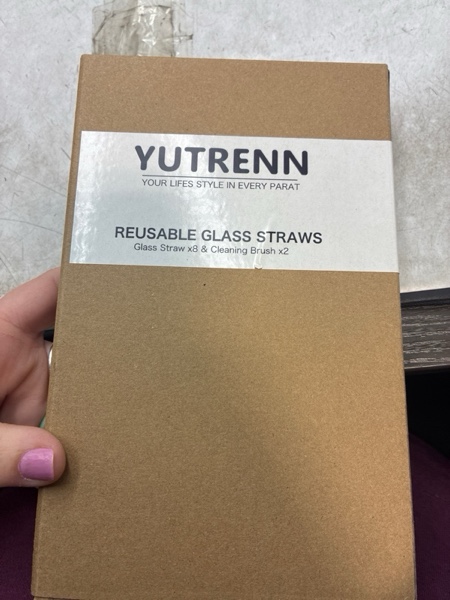 YUTRENN
YOUR LIFES STYLE IN EVERY PARAT
REUSABLE GLASS STRAWS
Glass Straw x8 & Cleaning Brush x2